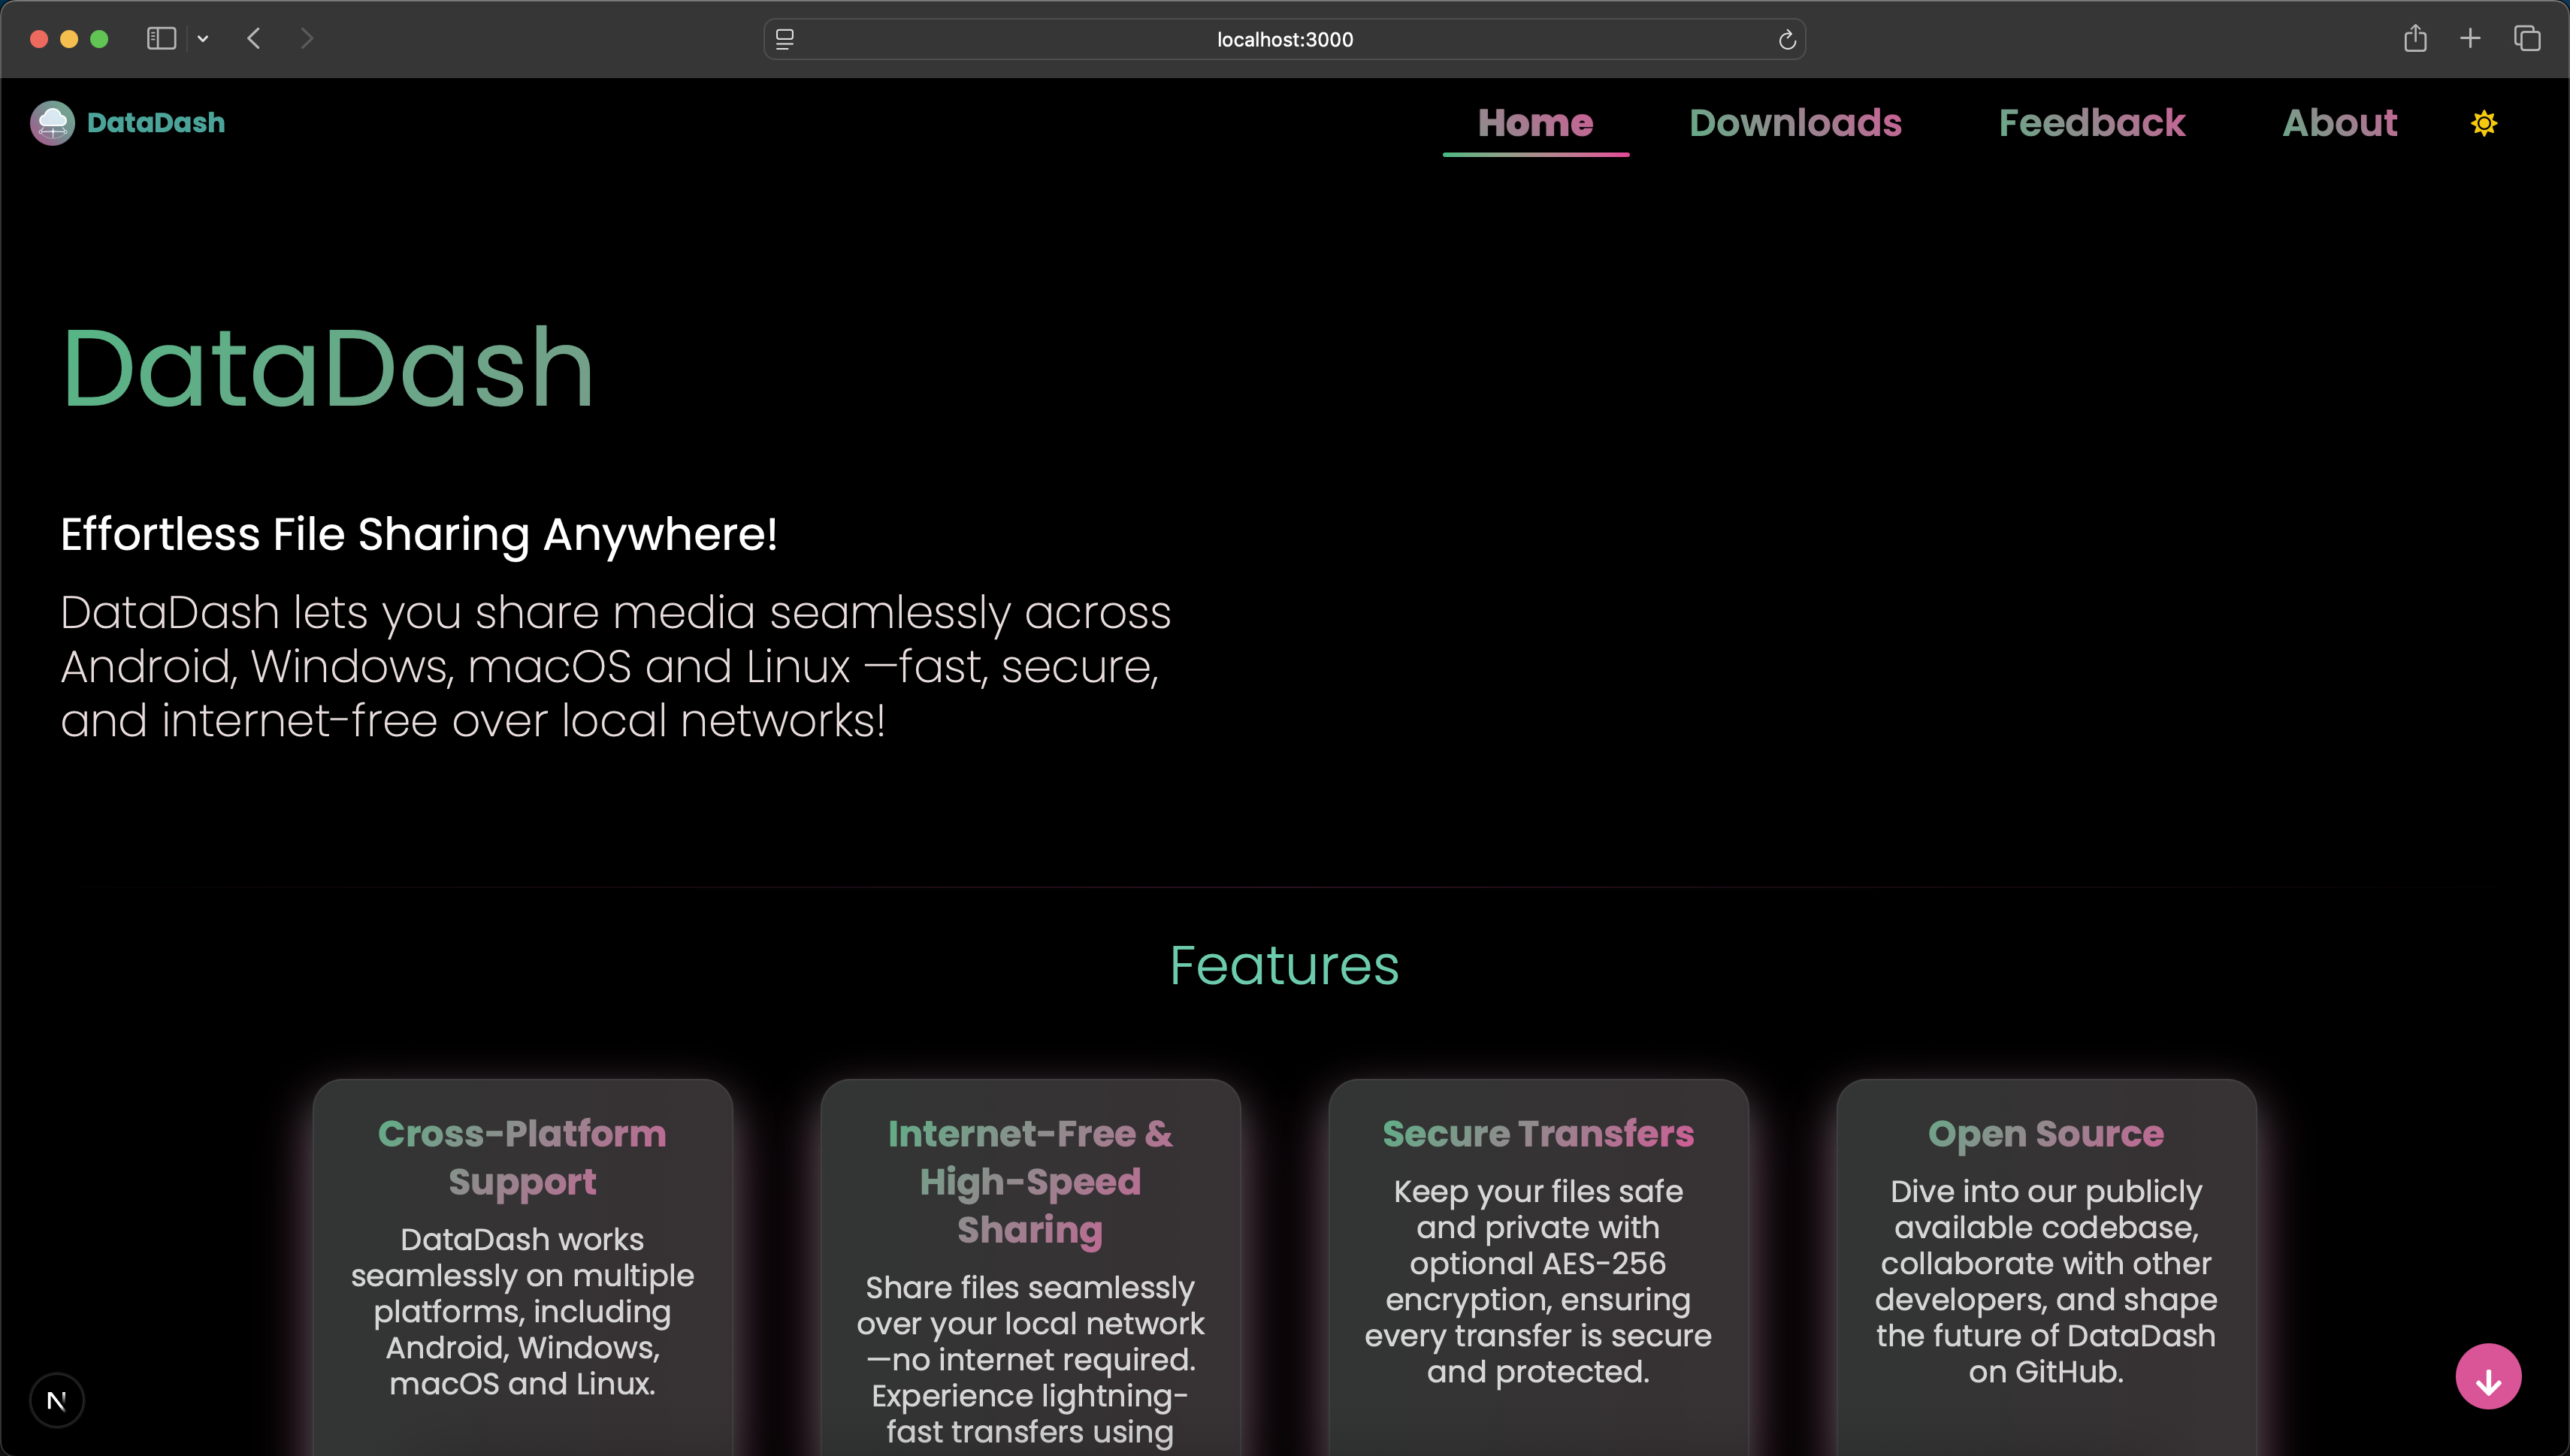 localhost:3000
DataDash
Home
Downloads
Feedback
About
DataDash
Effortless File Sharing Anywhere!
DataDash lets you share media seamlessly across
Android, Windows, macOS and Linux —fast, secure,
and internet-free over local networks!
Features
Cross-Platform
Support
DataDash works
seamlessly on multiple
platforms, including
Android, Windows,
macOS and Linux.
Internet-Free &
High-Speed
Sharing
Share files seamlessly
over your local network
—no internet required.
Experience lightning-
fast transfers using
Secure Transfers
Keep your files safe
and private with
optional AES-256
encryption, ensuring
every transfer is secure
and protected.
Open Source
Dive into our publicly
available codebase,
collaborate with other
developers, and shape
the future of DataDash
on GitHub.
N